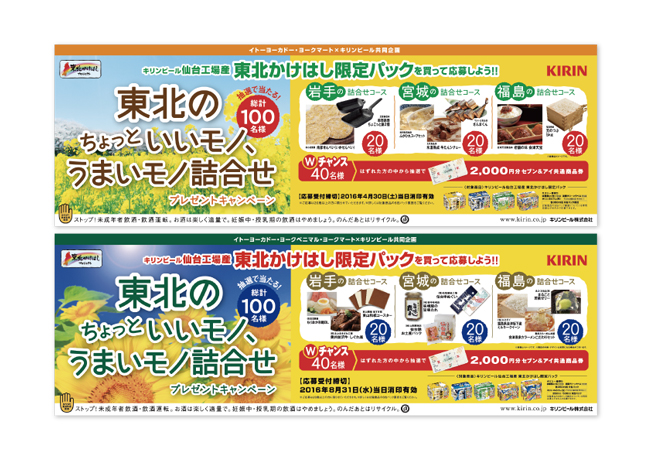 イトーヨーカドー・ヨークマート×キリンビール共同企画
東北かけはし
キリンビール仙台工場産 東北かけはし限定パックを買って応募しよう!!
KIRIN
東北の
ちょっといいモノ、
うまいモノ詰合せ
プレゼントキャンペーン
抽選で当たる!
総計
100名様
岩手の詰合せコース
20名様
宮城の詰合せコース
20名様
福島の詰合せコース
20名様
Wチャンス
40名様
はずれた方の中から抽選で
2,000円分 セブン&アイ共通商品券
【応募受付締切】2016年4月30日(土)当日消印有効
ストップ!未成年者飲酒・飲酒運転。お酒は楽しく適量で。妊娠中・授乳期の飲酒はやめましょう。のんだあとはリサイクル。
www.kirin.co.jp キリンビール株式会社
イトーヨーカドー・ヨークベニマル・ヨークマート×キリンビール共同企画
東北かけはし
キリンビール仙台工場産 東北かけはし限定パックを買って応募しよう!!
KIRIN
東北の
ちょっといいモノ、
うまいモノ詰合せ
プレゼントキャンペーン
抽選で当たる!
総計
100名様
岩手の詰合せコース
20名様
宮城の詰合せコース
20名様
福島の詰合せコース
20名様
Wチャンス
40名様
はずれた方の中から抽選で
2,000円分 セブン&アイ共通商品券
【応募受付締切】
2016年8月31日(水)当日消印有効
ストップ!未成年者飲酒・飲酒運転。お酒は楽しく適量で。妊娠中・授乳期の飲酒はやめましょう。のんだあとはリサイクル。
www.kirin.co.jp キリンビール株式会社